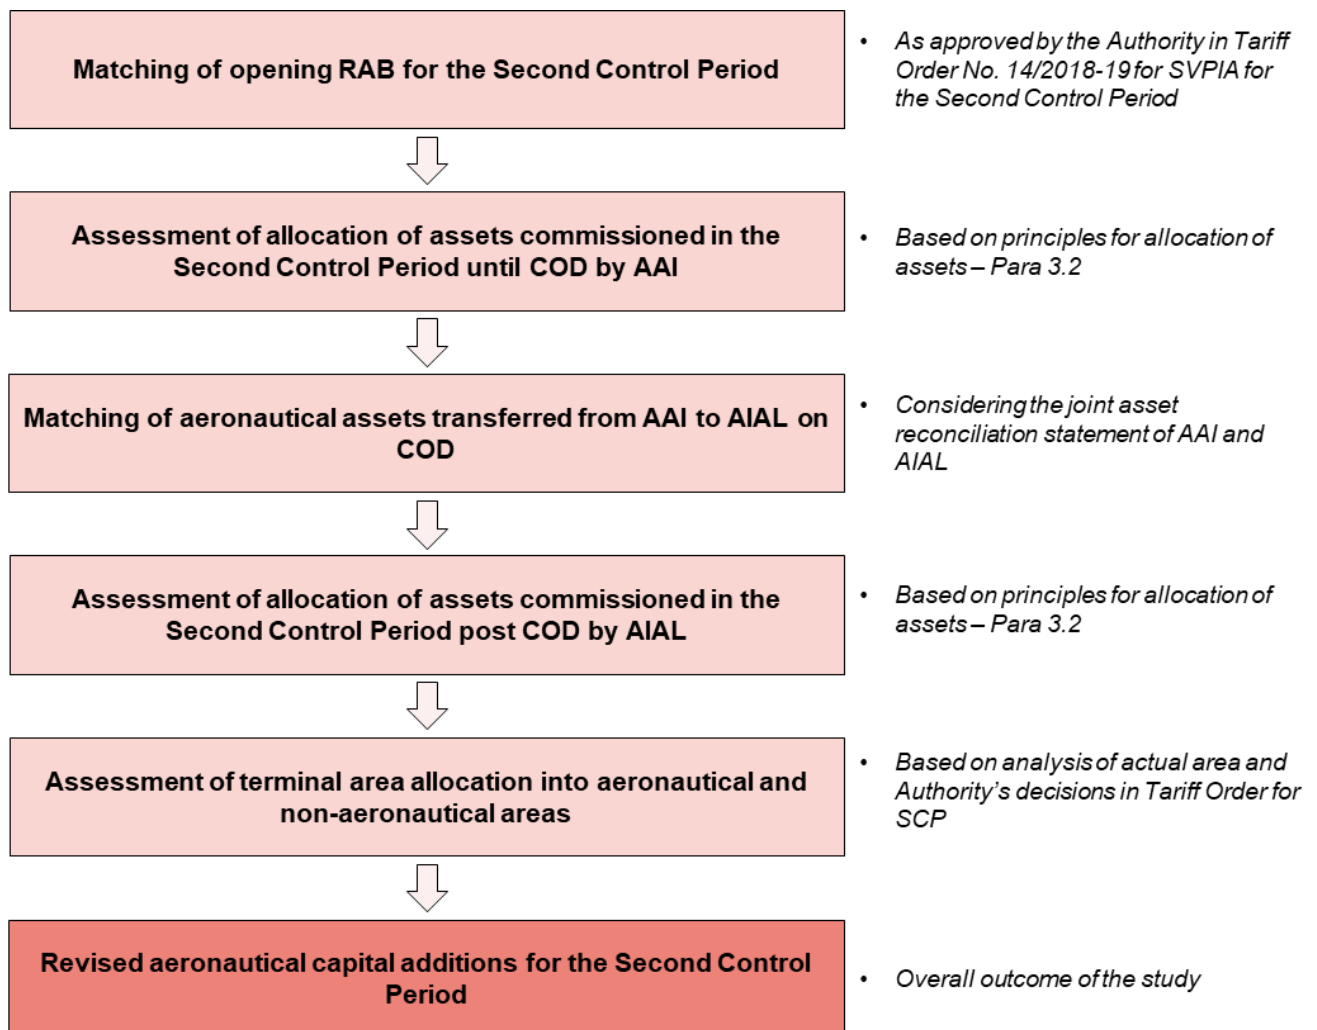 Matching of opening RAB for the Second Control Period
• As approved by the Authority in Tariff
Order No. 14/2018-19 for SVPIA for
the Second Control Period
Assessment of allocation of assets commissioned in the
Second Control Period until COD by AAI
• Based on principles for allocation of
assets – Para 3.2
Matching of aeronautical assets transferred from AAI to AIAL on
COD
• Considering the joint asset
reconciliation statement of AAI and
AIAL
Assessment of allocation of assets commissioned in the
Second Control Period post COD by AIAL
• Based on principles for allocation of
assets – Para 3.2
Assessment of terminal area allocation into aeronautical and
non-aeronautical areas
• Based on analysis of actual area and
Authority's decisions in Tariff Order for
SCP
Revised aeronautical capital additions for the Second Control
Period
• Overall outcome of the study